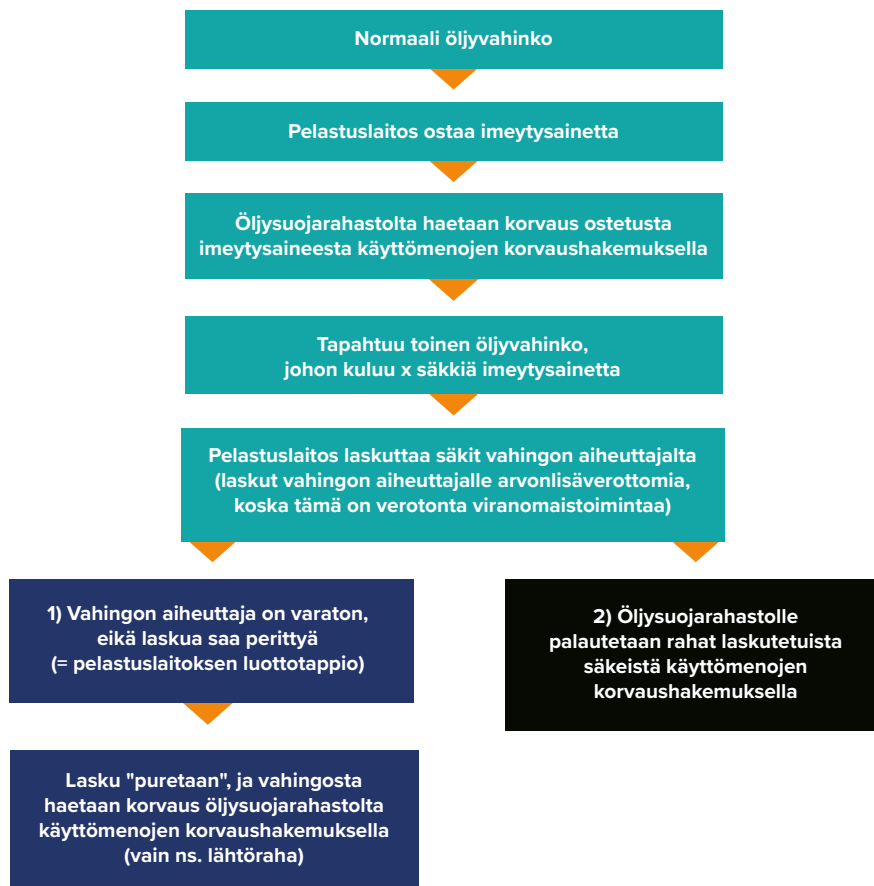 Normaali öljyvahinko
Pelastuslaitos ostaa imeytysainetta
Öljysuojarahastolta haetaan korvaus ostetusta
imeytysaineesta käyttömenojen korvaushakemuksella
Tapahtuu toinen öljyvahinko,
johon kuluu x säkkiä imeytysainetta
Pelastuslaitos laskuttaa säkit vahingon aiheuttajalta
(laskut vahingon aiheuttajalle arvonlisäverottomia,
koska tämä on verotonta viranomaistoimintaa)
1) Vahingon aiheuttaja on varaton,
eikä laskua saa perittyä
(= pelastuslaitoksen luottotappio)
2) Öljysuojarahastolle
palautetaan rahat laskutetuista
säkeistä käyttömenojen
korvaushakemuksella
Lasku "puretaan", ja vahingosta
haetaan korvaus öljysuojarahastolta
käyttömenojen korvaushakemuksella
(vain ns. lähtöraha)